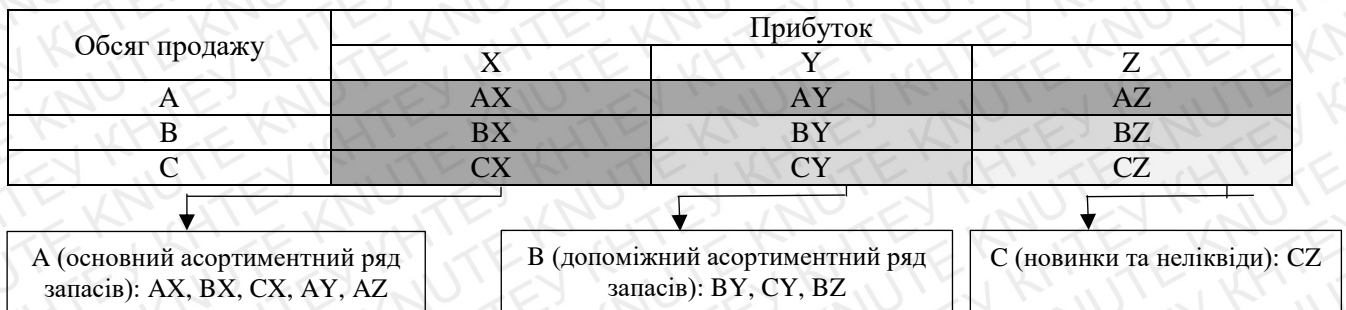 Обсяг продажу Прибуток
X Y Z
A AX AY AZ
B BX BY BZ
C CX CY CZ
А (основний асортиментний ряд
запасів): AX, BX, CX, AY, AZ
В (допоміжний асортиментний ряд
запасів): BY, CY, BZ
С (новинки та неліквіди): CZ